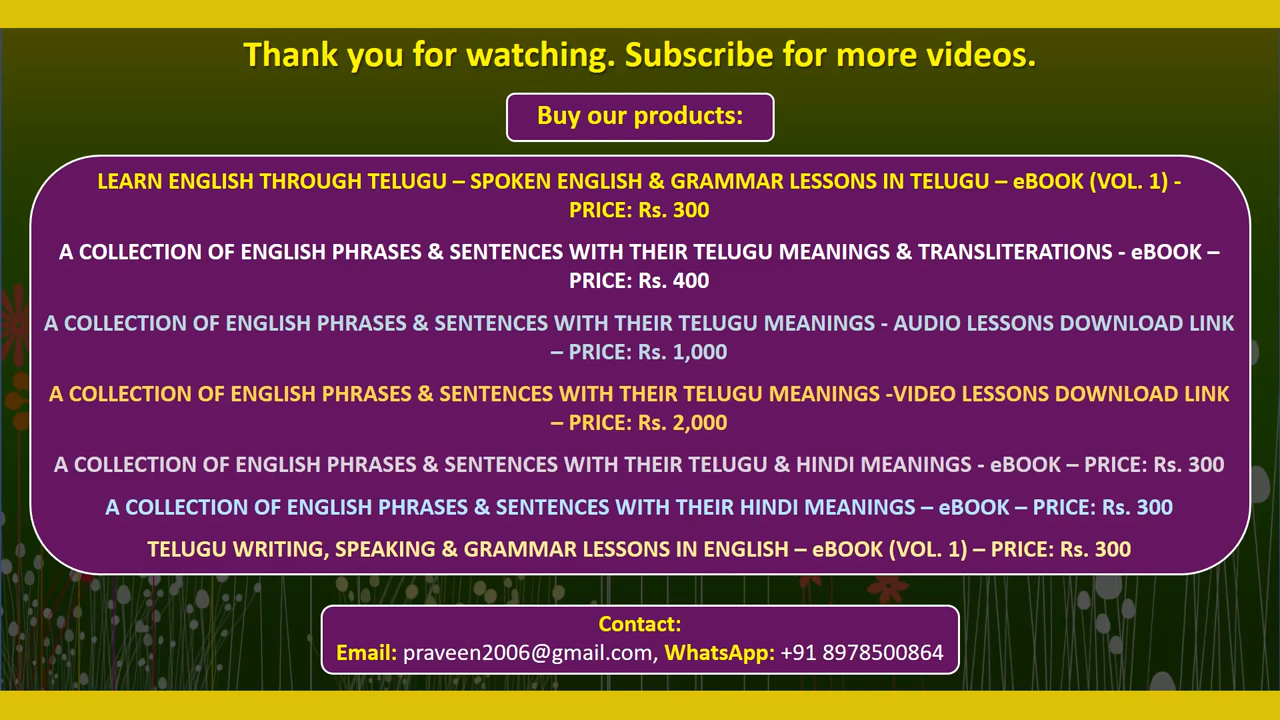 Thank you for watching. Subscribe for more videos.
Buy our products:
LEARN ENGLISH THROUGH TELUGU – SPOKEN ENGLISH & GRAMMAR LESSONS IN TELUGU – eBOOK (VOL. 1) -
PRICE: Rs. 300
A COLLECTION OF ENGLISH PHRASES & SENTENCES WITH THEIR TELUGU MEANINGS & TRANSLITERATIONS - eBOOK –
PRICE: Rs. 400
A COLLECTION OF ENGLISH PHRASES & SENTENCES WITH THEIR TELUGU MEANINGS - AUDIO LESSONS DOWNLOAD LINK
– PRICE: Rs. 1,000
A COLLECTION OF ENGLISH PHRASES & SENTENCES WITH THEIR TELUGU MEANINGS -VIDEO LESSONS DOWNLOAD LINK
– PRICE: Rs. 2,000
A COLLECTION OF ENGLISH PHRASES & SENTENCES WITH THEIR TELUGU & HINDI MEANINGS - eBOOK – PRICE: Rs. 300
A COLLECTION OF ENGLISH PHRASES & SENTENCES WITH THEIR HINDI MEANINGS – eBOOK – PRICE: Rs. 300
TELUGU WRITING, SPEAKING & GRAMMAR LESSONS IN ENGLISH – eBOOK (VOL. 1) – PRICE: Rs. 300
Contact:
Email: praveen2006@gmail.com, WhatsApp: +91 8978500864